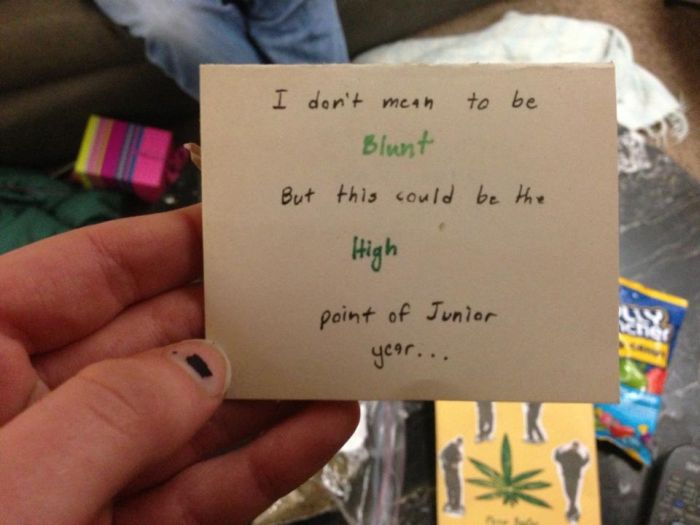 I don't mean to be
Blunt
But this could be the
High
point of Junior
year...